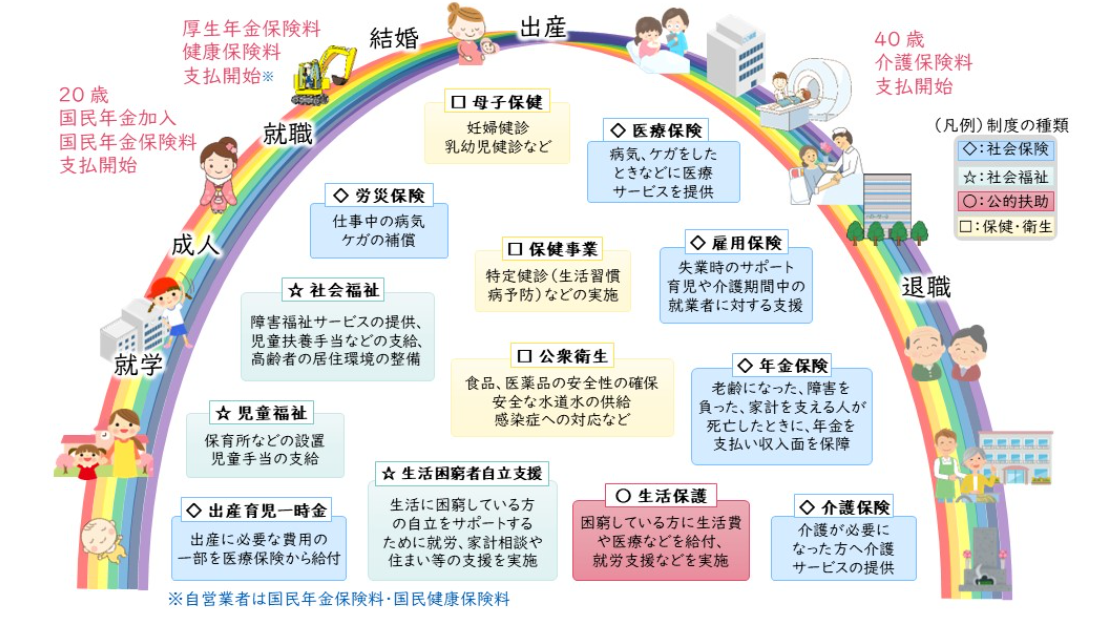 厚生年金保険料
健康保険料
支払開始※
結婚
出産
40歳
介護保険料
支払開始
20歳
国民年金加入
国民年金保険料
支払開始
就職
成人
就学
退職
(凡例)制度の種類
◇:社会保険
☆:社会福祉
○:公的扶助
□:保健・衛生
□ 母子保健
妊婦健診
乳幼児健診など
◇ 医療保険
病気、ケガをした
ときなどに医療
サービスを提供
◇ 労災保険
仕事中の病気
ケガの補償
□ 保健事業
特定健診(生活習慣
病予防)などの実施
◇ 雇用保険
失業時のサポート
育児や介護期間中の
就業者に対する支援
☆ 社会福祉
障害福祉サービスの提供、
児童扶養手当などの支給、
高齢者の居住環境の整備
□ 公衆衛生
食品、医薬品の安全性の確保
安全な水道水の供給
感染症への対応など
◇ 年金保険
老齢になった、障害を
負った、家計を支える人が
死亡したときに、年金を
支払い収入面を保障
☆ 児童福祉
保育所などの設置
児童手当の支給
☆ 生活困窮者自立支援
生活に困窮している方
の自立をサポートする
ために就労、家計相談や
住まい等の支援を実施
○ 生活保護
困窮している方に生活費
や医療などを給付、
就労支援などを実施
◇ 介護保険
介護が必要に
なった方へ介護
サービスの提供
◇ 出産育児一時金
出産に必要な費用の
一部を医療保険から給付
※自営業者は国民年金保険料・国民健康保険料